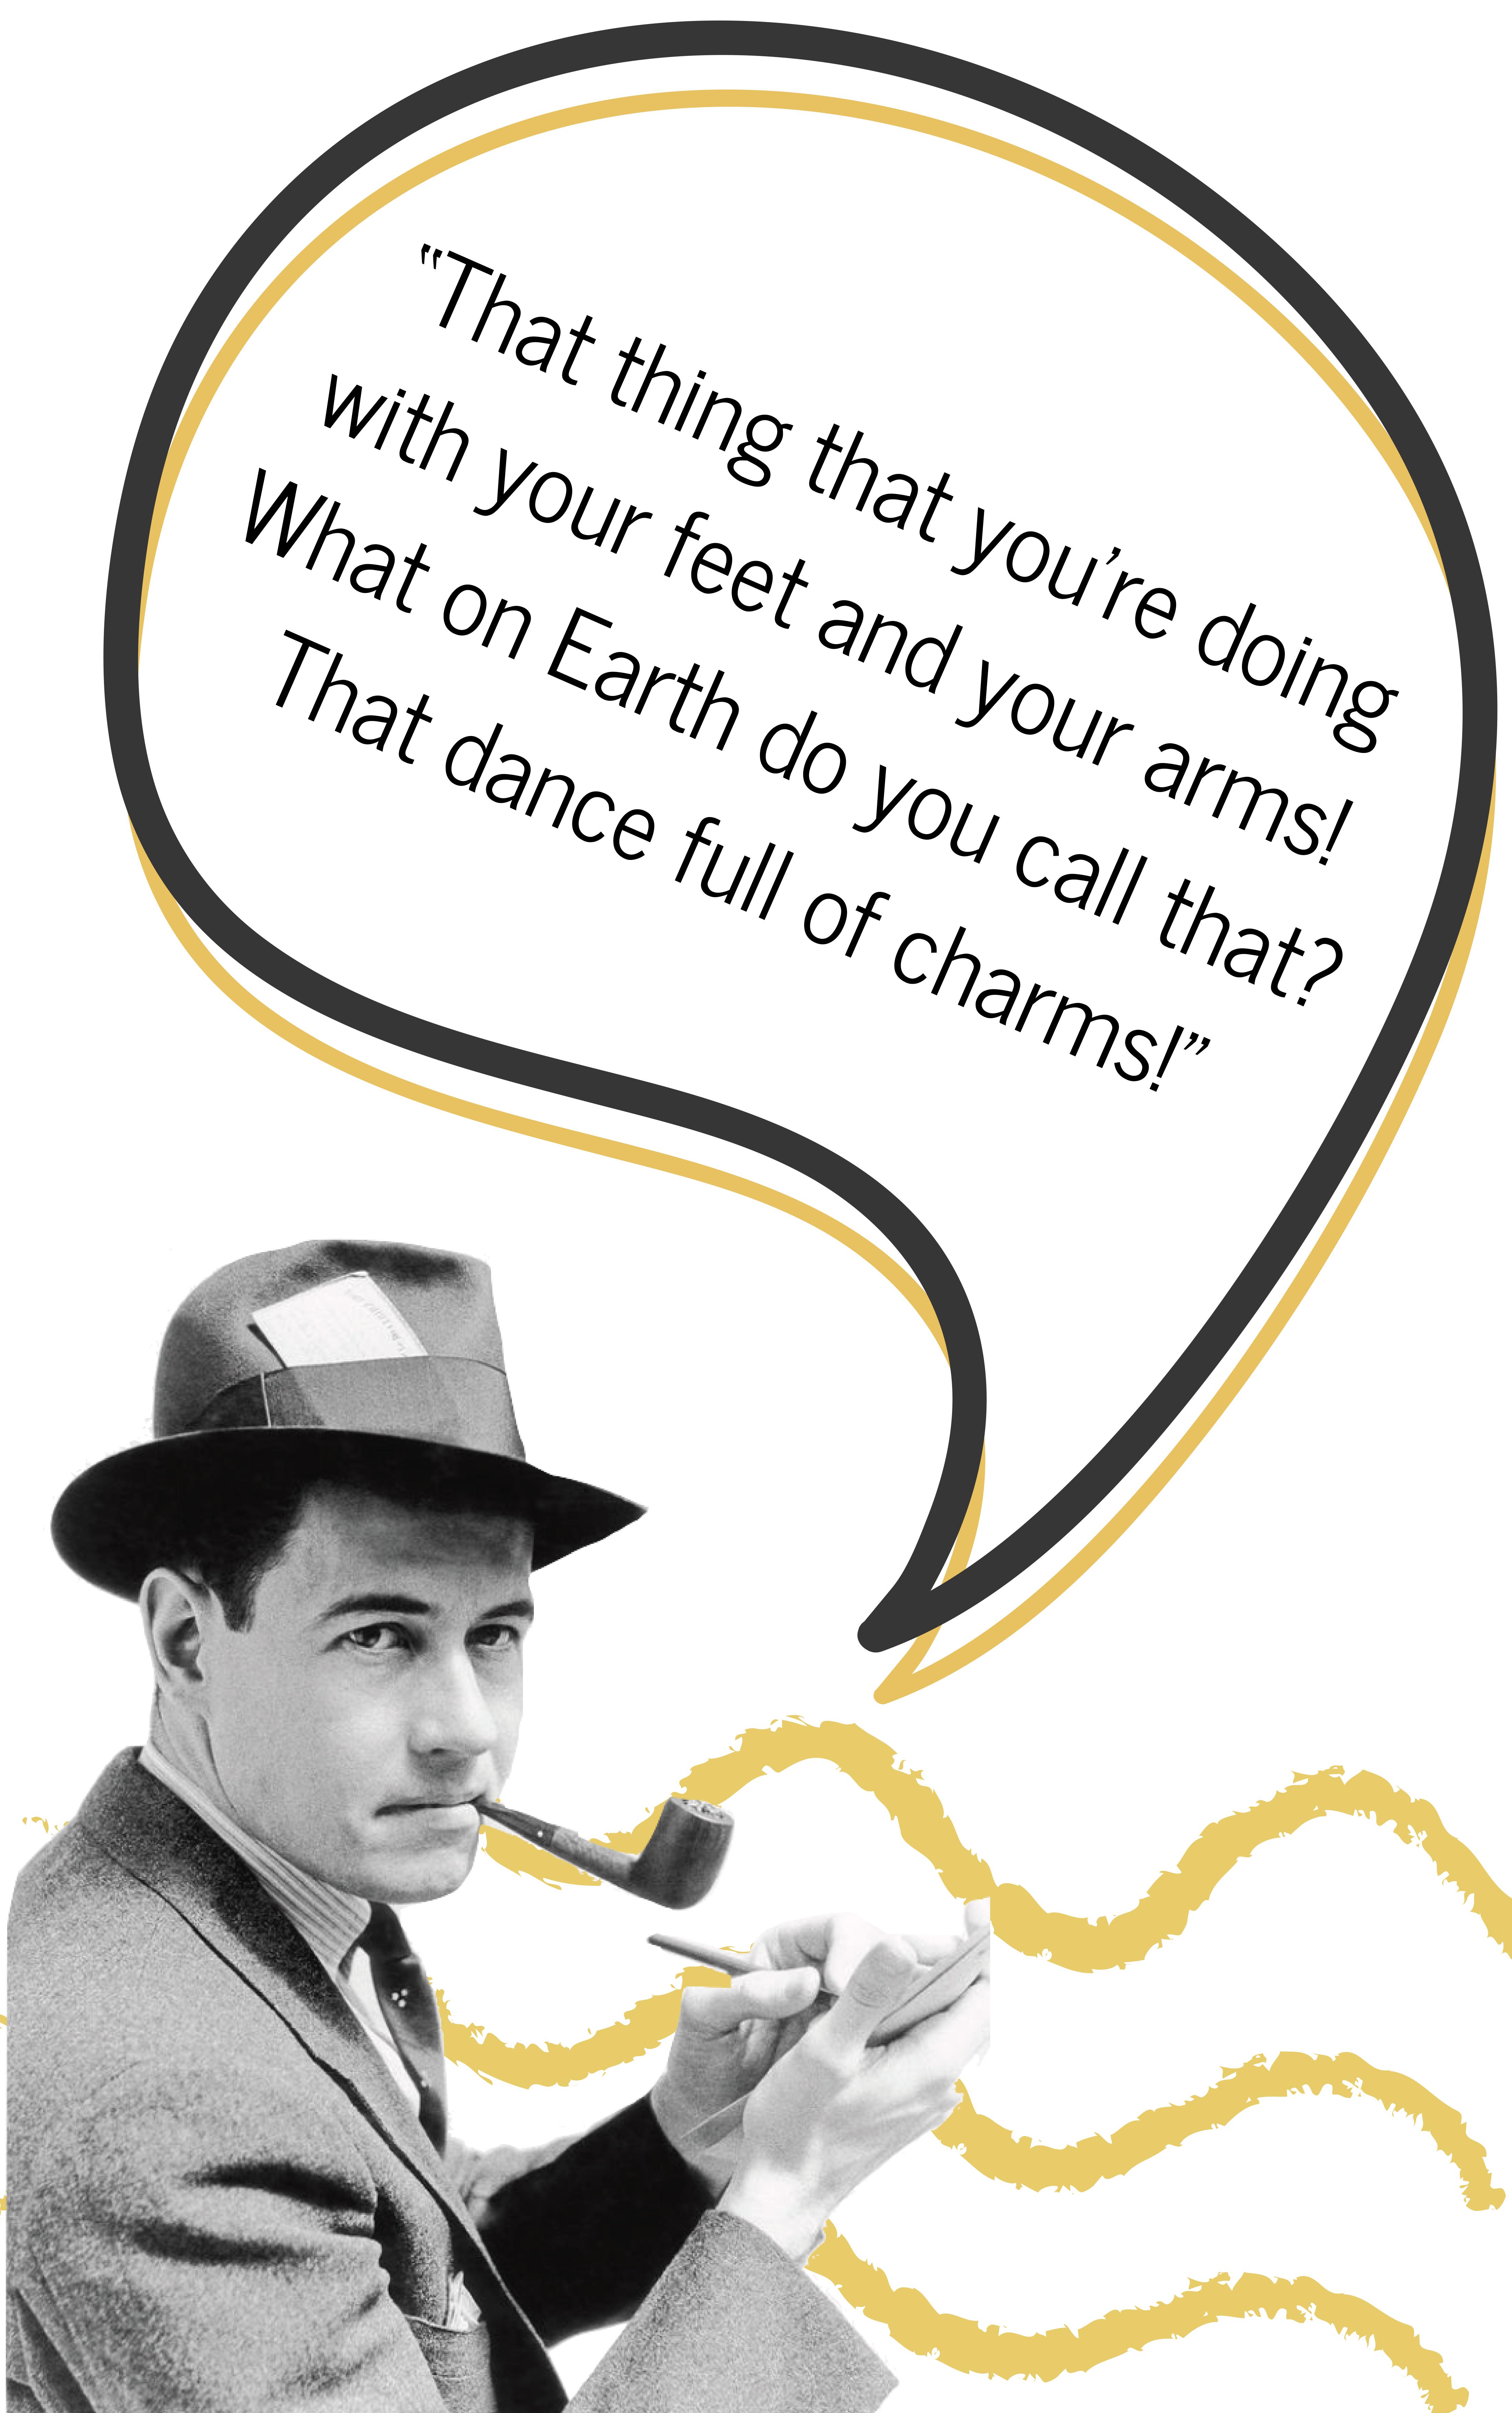 “That thing that you’re doing
with your feet and your arms!
What on Earth do you call that?
That dance full of charms!”